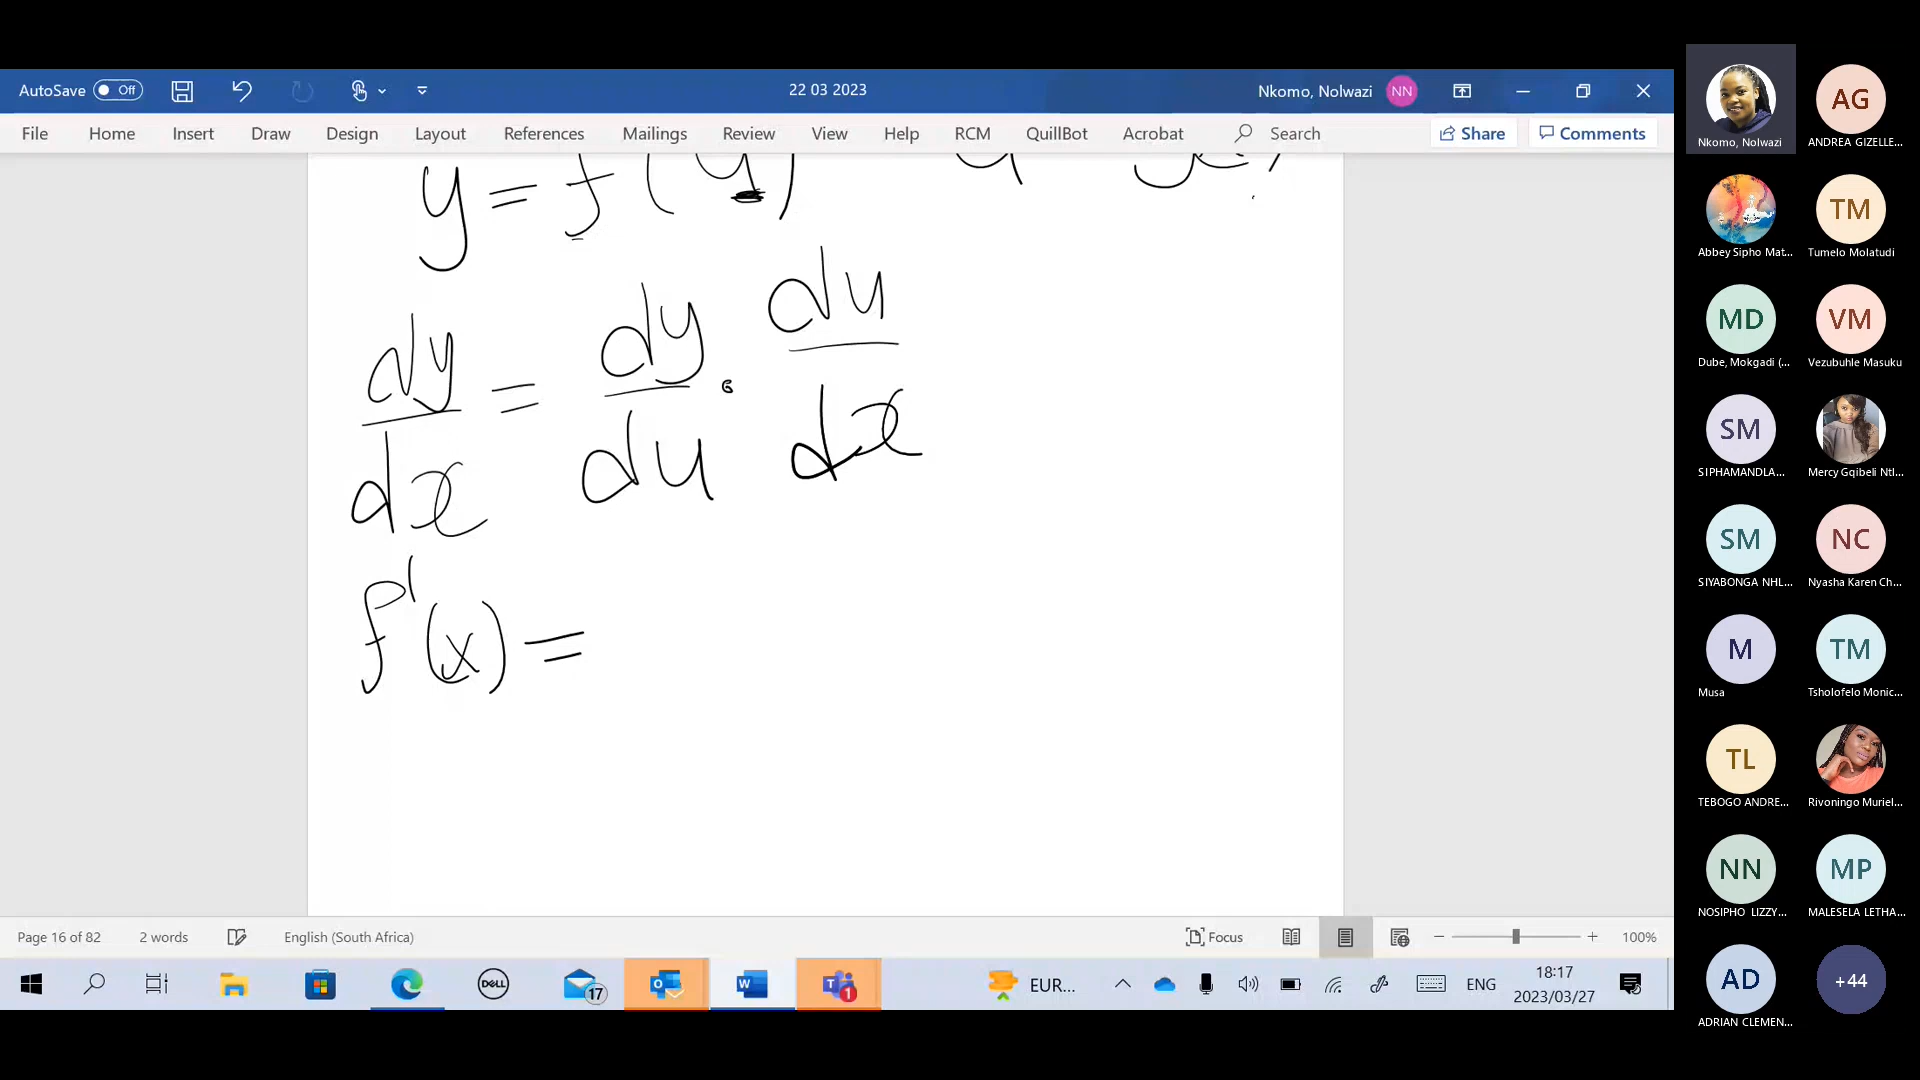 AutoSave Off
22 03 2023
Nkomo, Nolwazi NN
File Home Insert Draw Design Layout References Mailings Review View Help RCM QuillBot Acrobat Search Share Comments
y = f(u)
dy/dx = dy/du . du/dx
f'(x) =
Page 16 of 82 2 words English (South Africa) Focus 100%
17 1 EUR... ENG 18:17
2023/03/27
DELL
Nkomo, Nolwazi
AG
ANDREA GIZELLE...
Abbey Sipho Mat...
TM
Tumelo Molatudi
MD
Dube, Mokgadi (...
VM
Vezubuhle Masuku
SM
SIPHAMANDLA...
Mercy Gqibeli Ntl...
SM
SIYABONGA NHL...
NC
Nyasha Karen Ch...
M
Musa
TM
Tsholofelo Monic...
TL
TEBOGO ANDRE...
Rivoningo Muriel...
NN
NOSIPHO LIZZY...
MP
MALESELA LETHA...
AD
ADRIAN CLEMEN...
+44